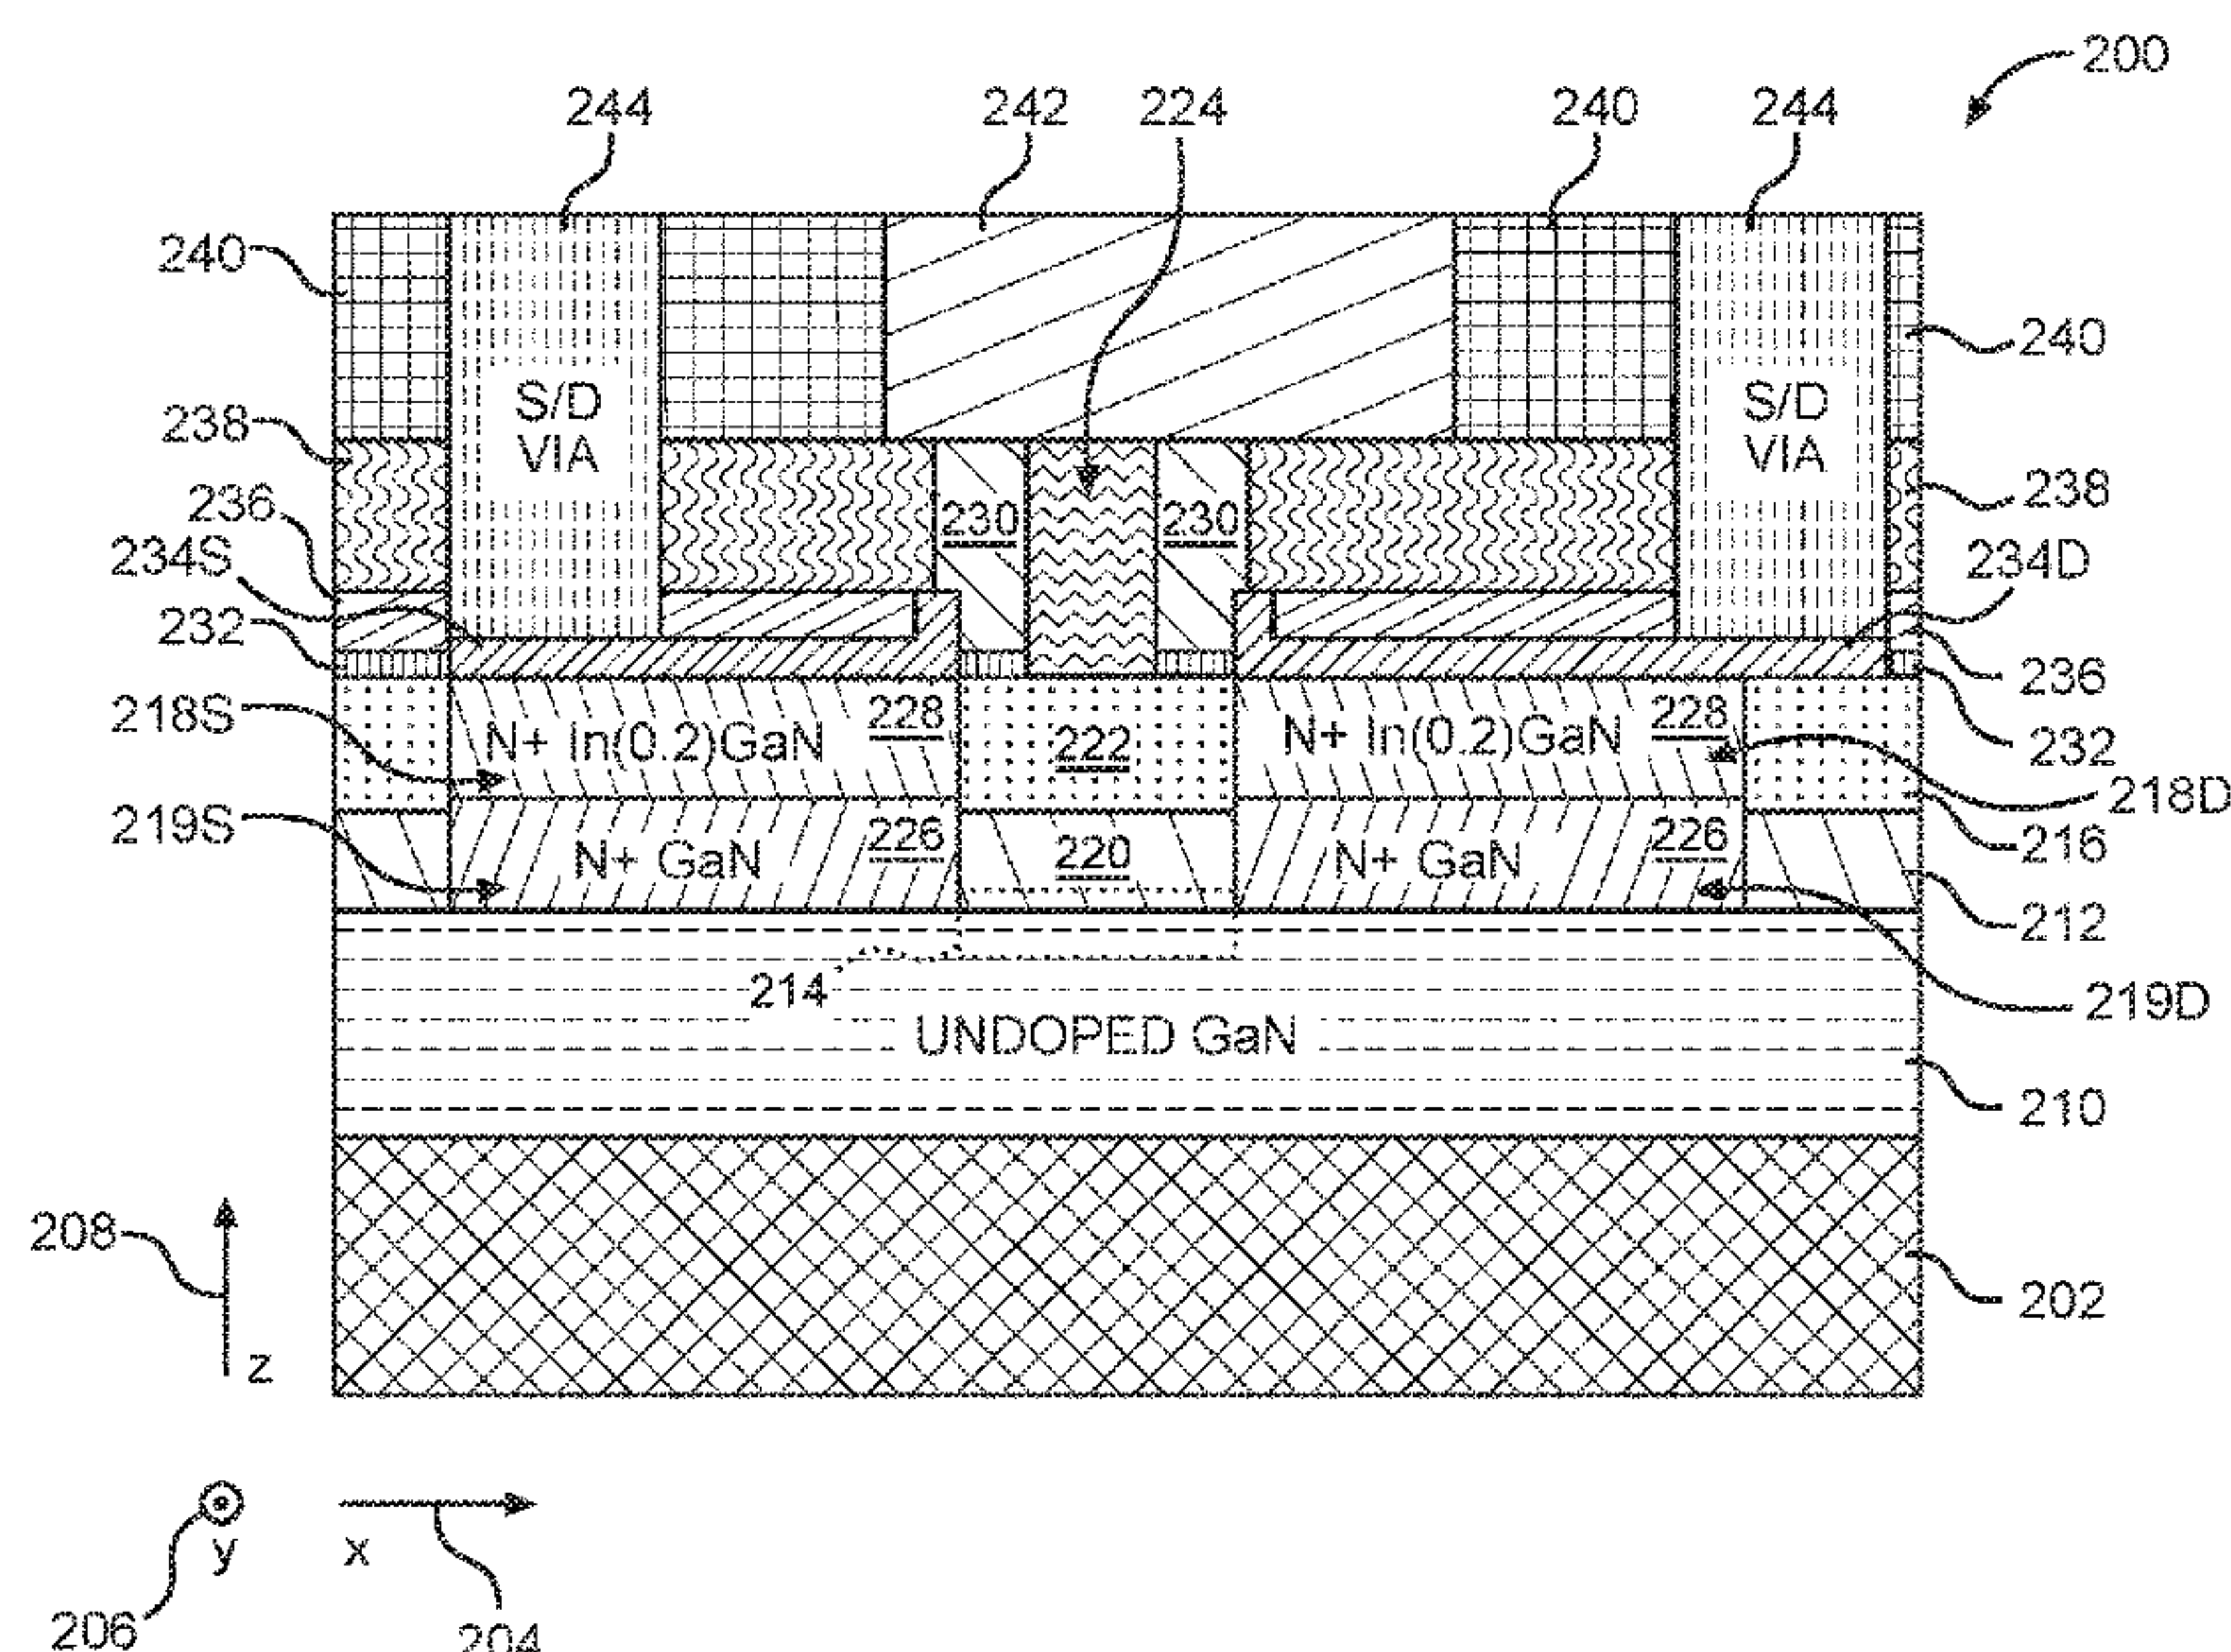 200
244 242 224 240 244
240
240
S/D
VIA
S/D
VIA
238
238
236
230 230
234S
234D
232
236
218S
N+ In(0.2)GaN 228
222
N+ In(0.2)GaN 228
232
218D
219S
N+ GaN 226
220
N+ GaN 226
216
212
214
219D
UNDOPED GaN
210
208
z
202
y x
206 204